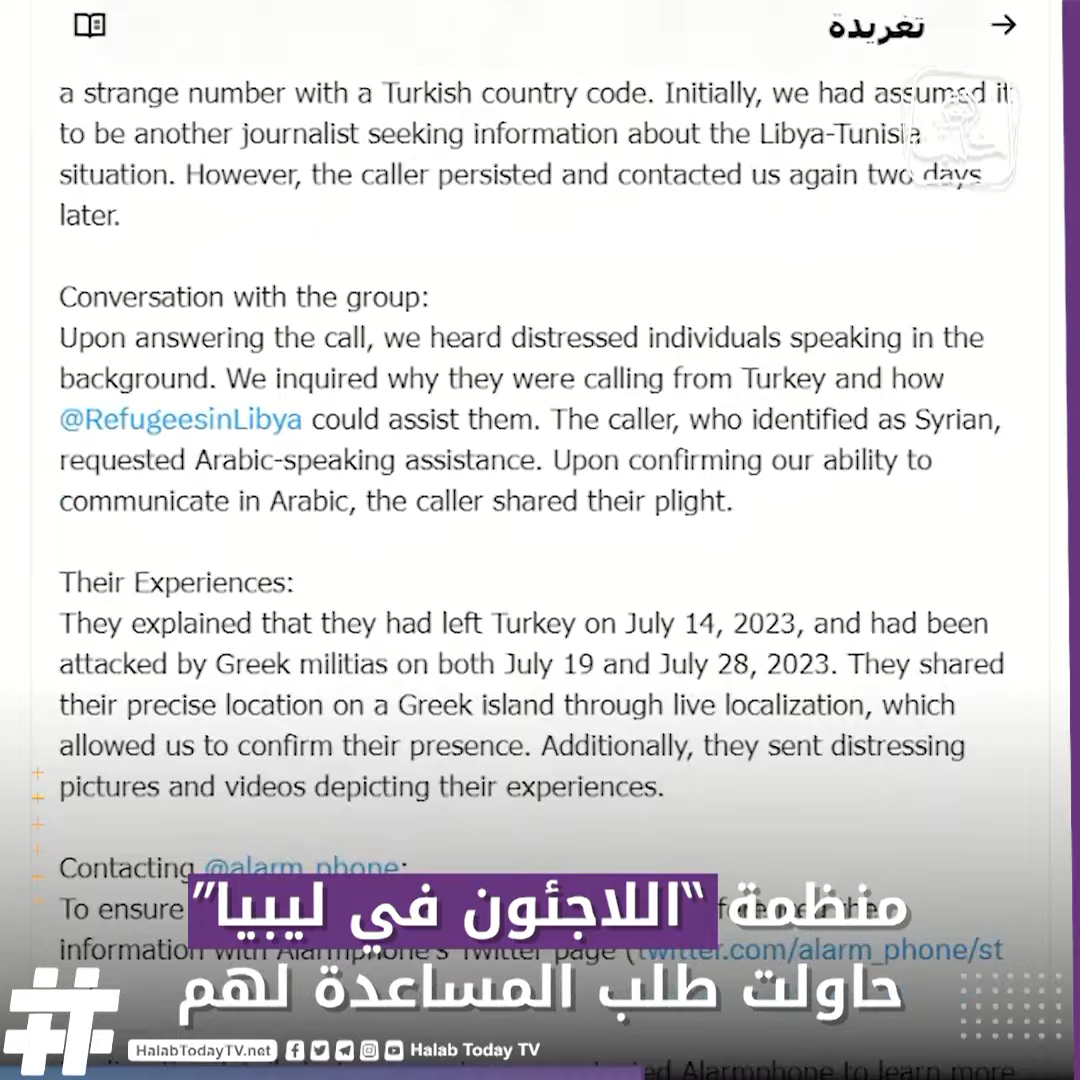 تغريدة
a strange number with a Turkish country code. Initially, we had assumed it
to be another journalist seeking information about the Libya-Tunisia
situation. However, the caller persisted and contacted us again two days
later.
Conversation with the group:
Upon answering the call, we heard distressed individuals speaking in the
background. We inquired why they were calling from Turkey and how
@RefugeesinLibya could assist them. The caller, who identified as Syrian,
requested Arabic-speaking assistance. Upon confirming our ability to
communicate in Arabic, the caller shared their plight.
Their Experiences:
They explained that they had left Turkey on July 14, 2023, and had been
attacked by Greek militias on both July 19 and July 28, 2023. They shared
their precise location on a Greek island through live localization, which
allowed us to confirm their presence. Additionally, they sent distressing
pictures and videos depicting their experiences.
Contacting @alarm_phone:
To ensure
منظمة "اللاجئون في ليبيا"
information with Alarmphone's Twitter page (twitter.com/alarm_phone/st
حاولت طلب المساعدة لهم
HalabTodayTV.net Halab Today TV
Alarmphone to learn more